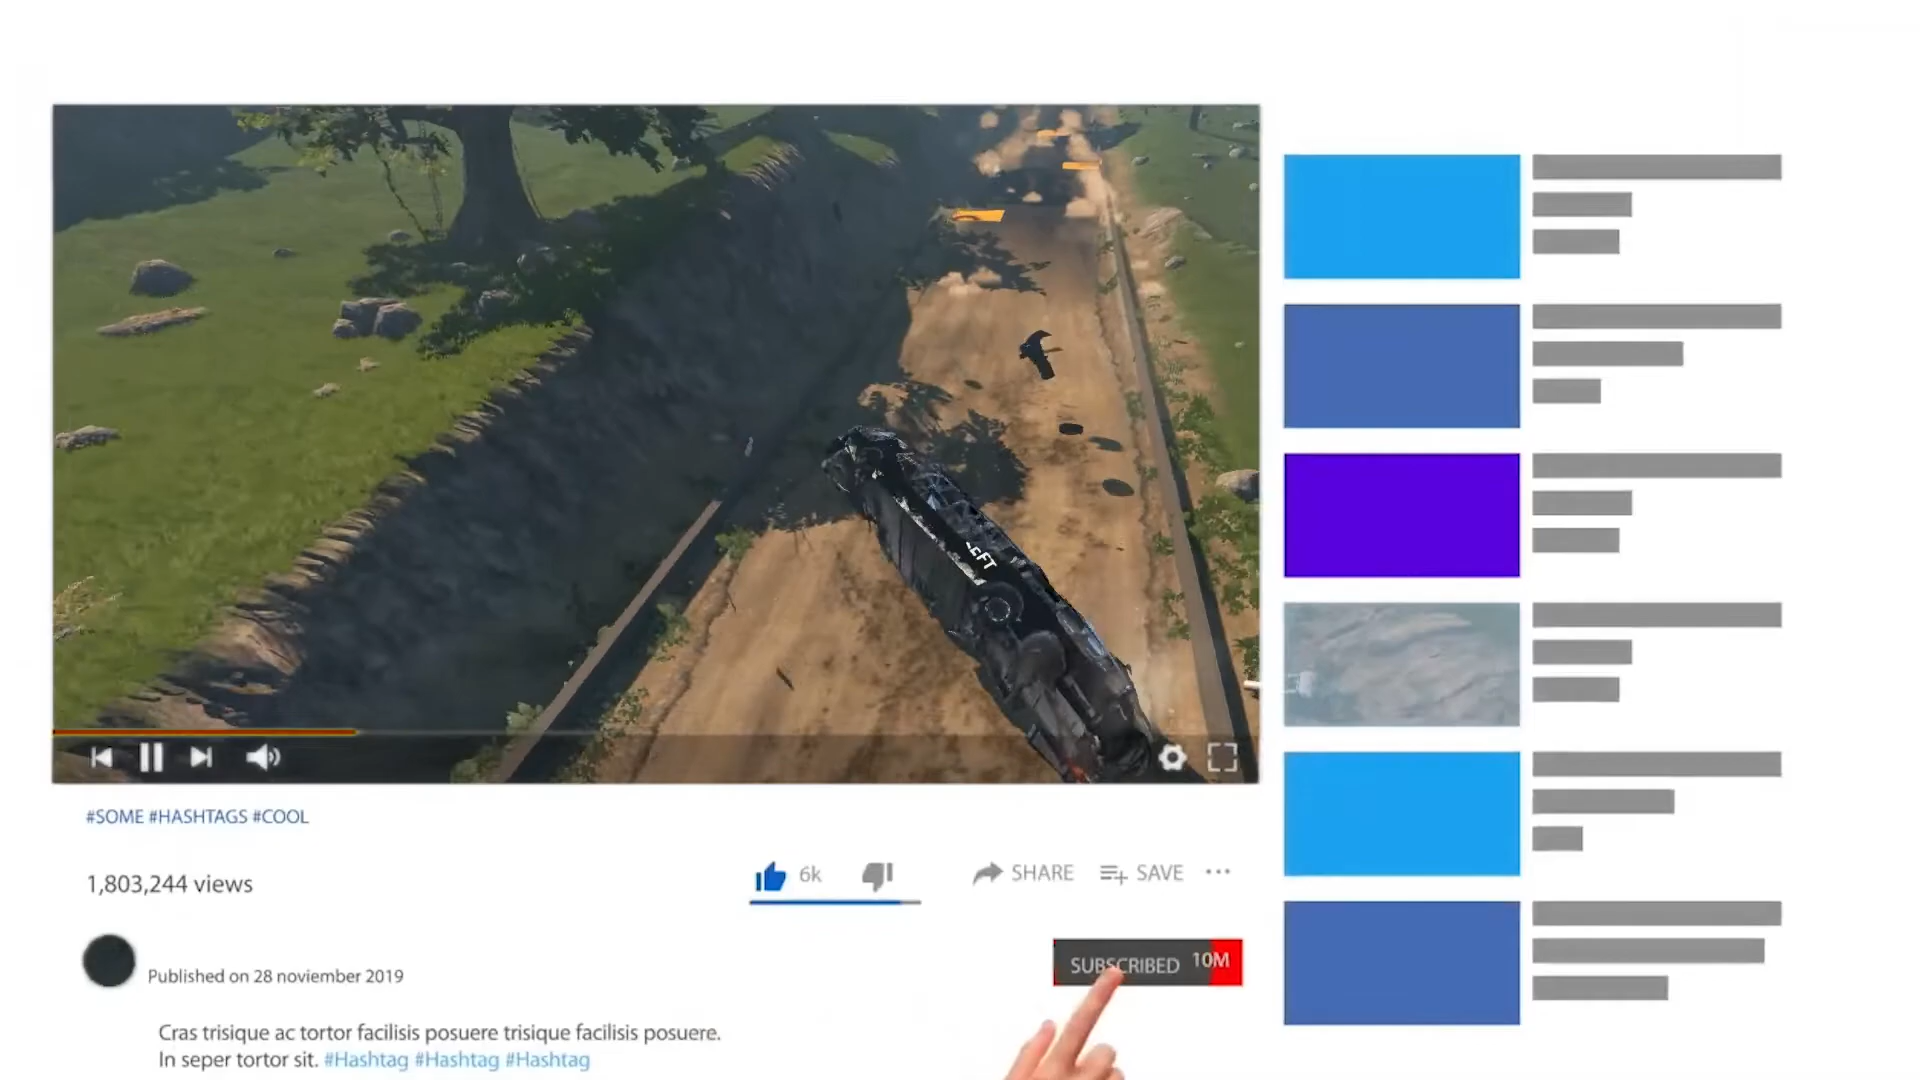 #SOME #HASHTAGS #COOL
1,803,244 views
6k
SHARE
SAVE
SUBSCRIBED 10M
Published on 28 noviember 2019
Cras trisique ac tortor facilisis posuere trisique facilisis posuere.
In seper tortor sit. #Hashtag #Hashtag #Hashtag